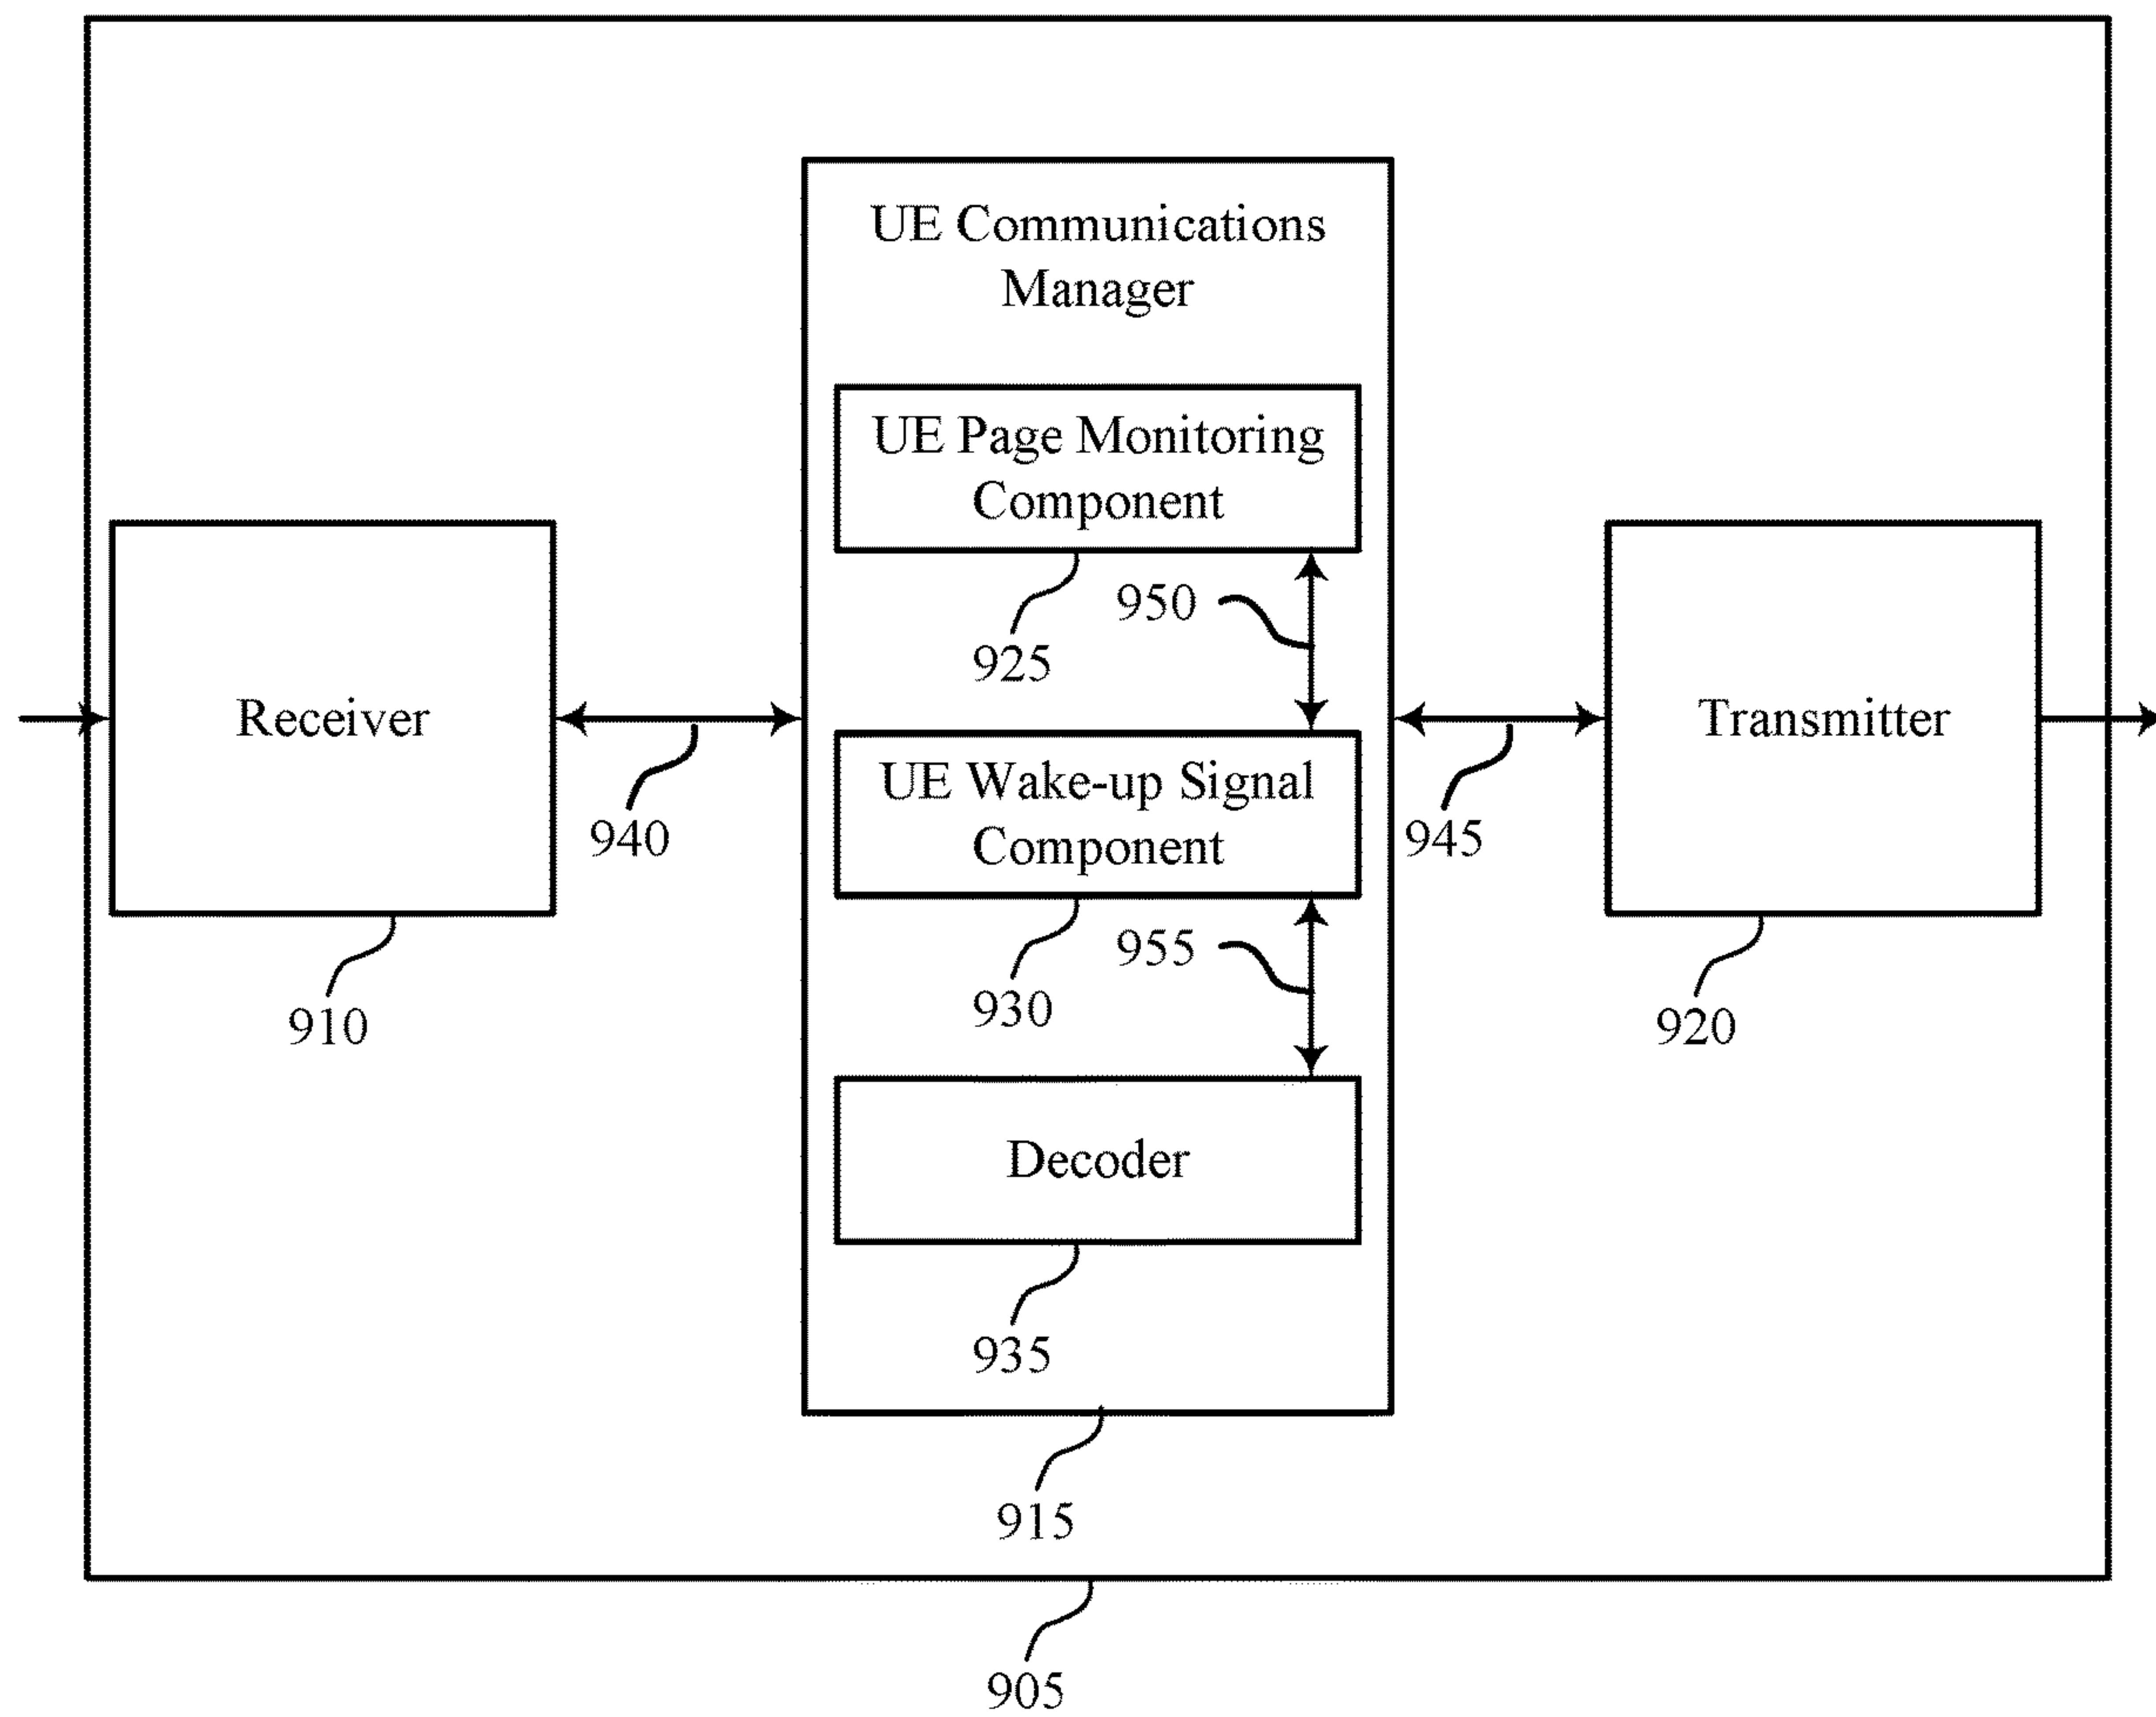 UE Communications
Manager
UE Page Monitoring
Component
950
925
Receiver
Transmitter
UE Wake-up Signal
Component
940
945
955
930
910
920
Decoder
935
915
905